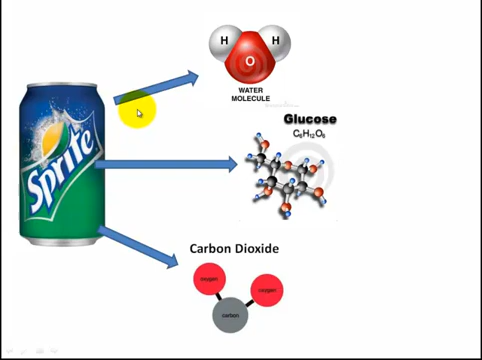 H H
O
WATER
MOLECULE
Glucose
C6H12O6
Sprite
Carbon Dioxide
oxygen
oxygen
carbon